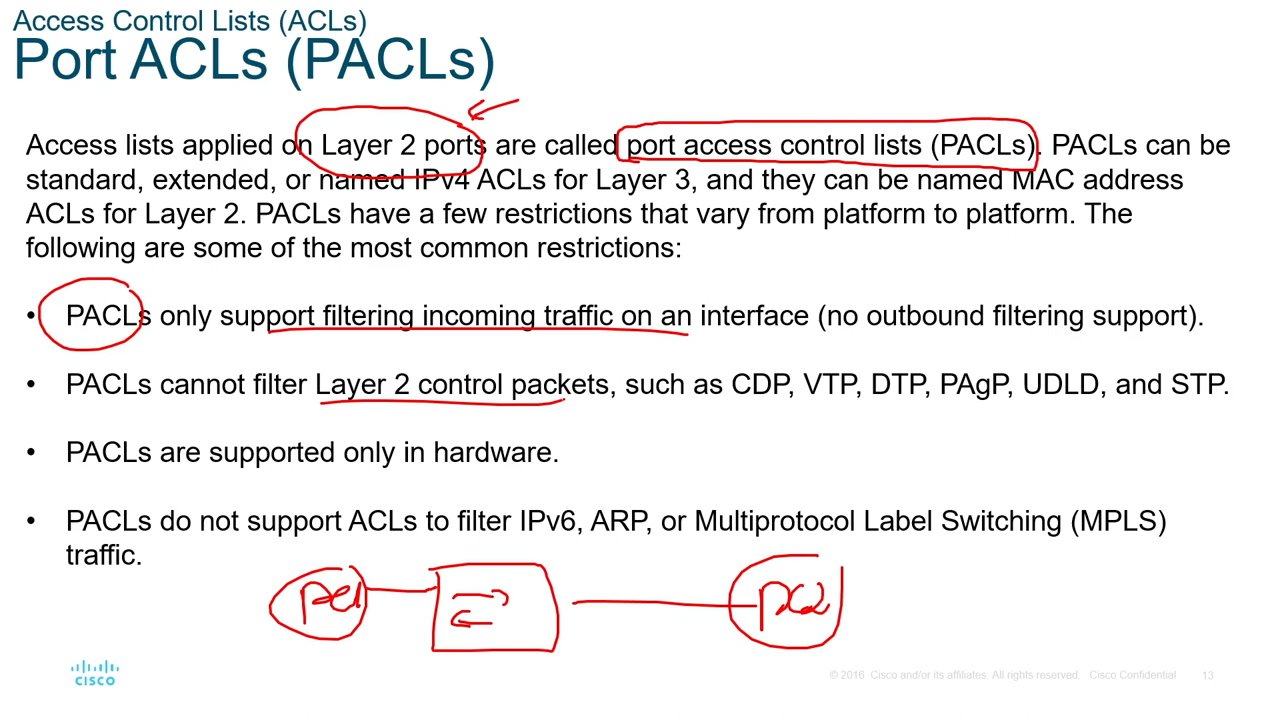 Access Control Lists (ACLs)
Port ACLs (PACLs)
Access lists applied on Layer 2 ports are called port access control lists (PACLs). PACLs can be
standard, extended, or named IPv4 ACLs for Layer 3, and they can be named MAC address
ACLs for Layer 2. PACLs have a few restrictions that vary from platform to platform. The
following are some of the most common restrictions:
• PACLs only support filtering incoming traffic on an interface (no outbound filtering support).
• PACLs cannot filter Layer 2 control packets, such as CDP, VTP, DTP, PAgP, UDLD, and STP.
• PACLs are supported only in hardware.
• PACLs do not support ACLs to filter IPv6, ARP, or Multiprotocol Label Switching (MPLS)
traffic.
PC1 PC2
CISCO
© 2016 Cisco and/or its affiliates. All rights reserved. Cisco Confidential 13